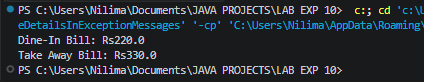 PS C:\Users\Nilima\Documents\JAVA PROJECTS\LAB EXP 10> c:; cd 'c:\U
eDetailsInExceptionMessages' '-cp' 'C:\Users\Nilima\AppData\Roaming\
Dine-In Bill: Rs220.0
Take Away Bill: Rs330.0
PS C:\Users\Nilima\Documents\JAVA PROJECTS\LAB EXP 10>